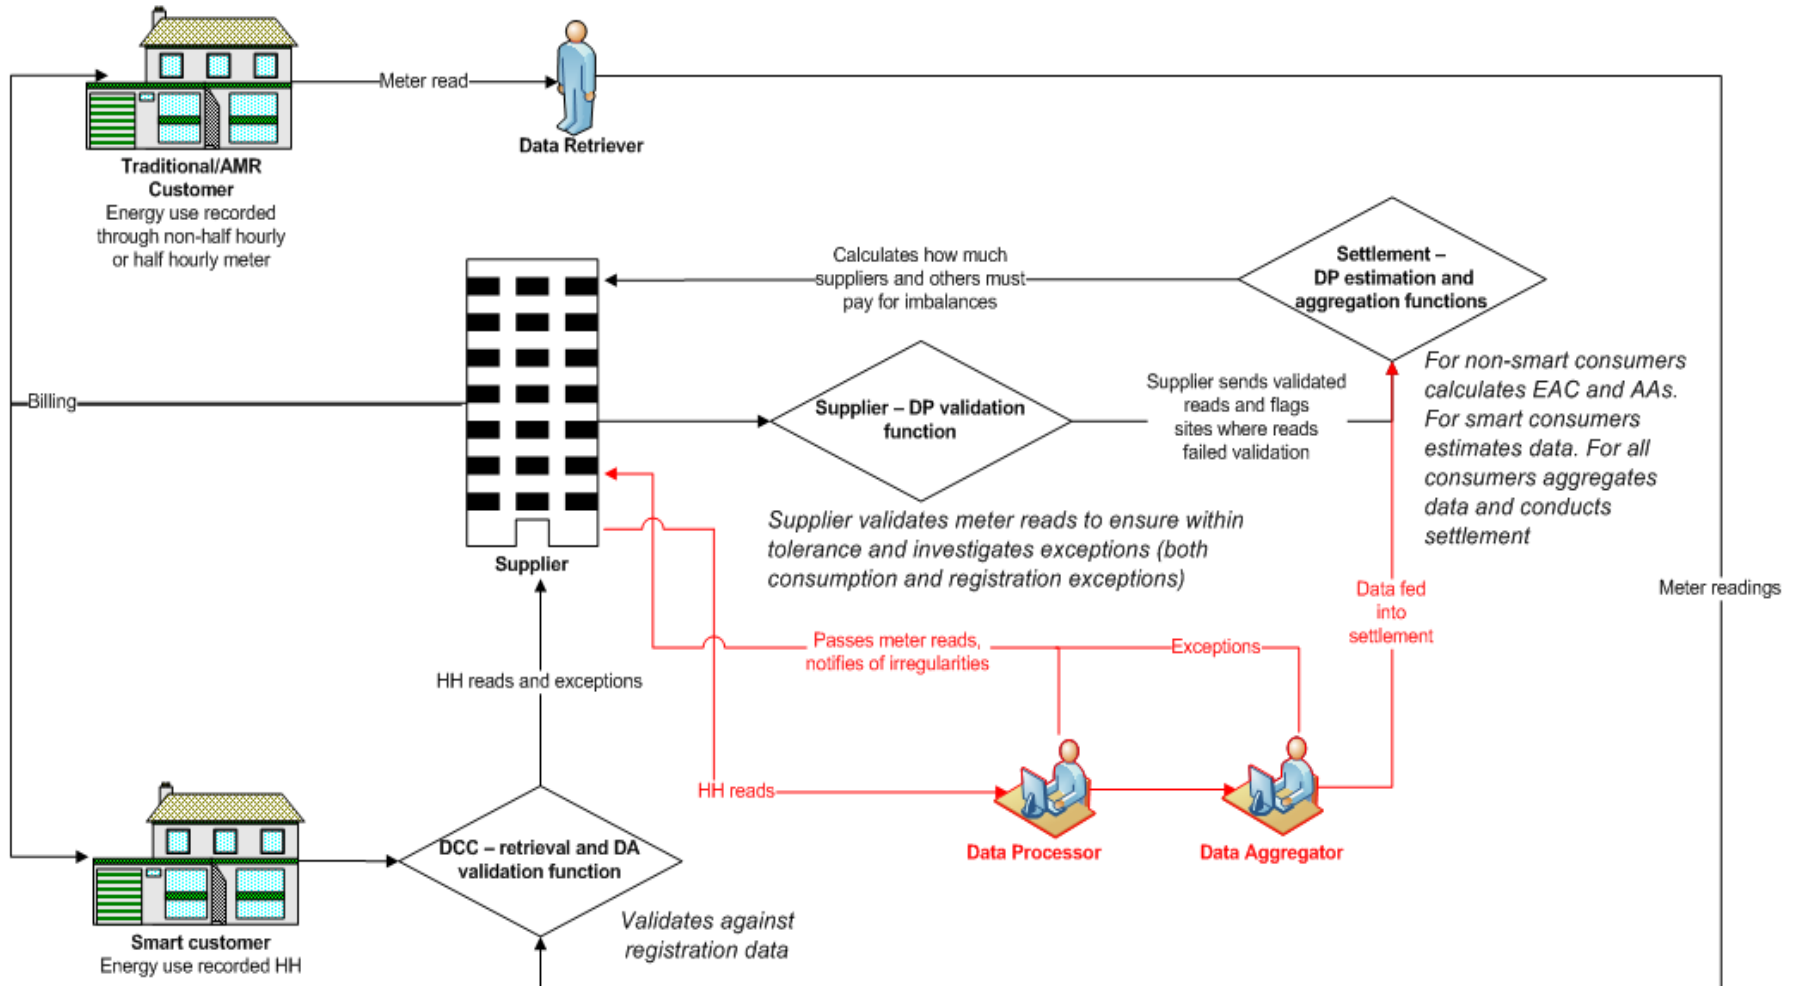 Meter read
Data Retriever
Traditional/AMR
Customer
Energy use recorded
through non-half hourly
or half hourly meter
Calculates how much
suppliers and others must
pay for imbalances
Settlement –
DP estimation and
aggregation functions
For non-smart consumers
calculates EAC and AAs.
For smart consumers
estimates data. For all
consumers aggregates
data and conducts
settlement
Billing
Supplier – DP validation
function
Supplier sends validated
reads and flags
sites where reads
failed validation
Supplier validates meter reads to ensure within
tolerance and investigates exceptions (both
consumption and registration exceptions)
Supplier
Data fed
into
settlement
Meter readings
Passes meter reads,
notifies of irregularities
Exceptions
HH reads and exceptions
HH reads
Data Processor
Data Aggregator
DCC – retrieval and DA
validation function
Validates against
registration data
Smart customer
Energy use recorded HH